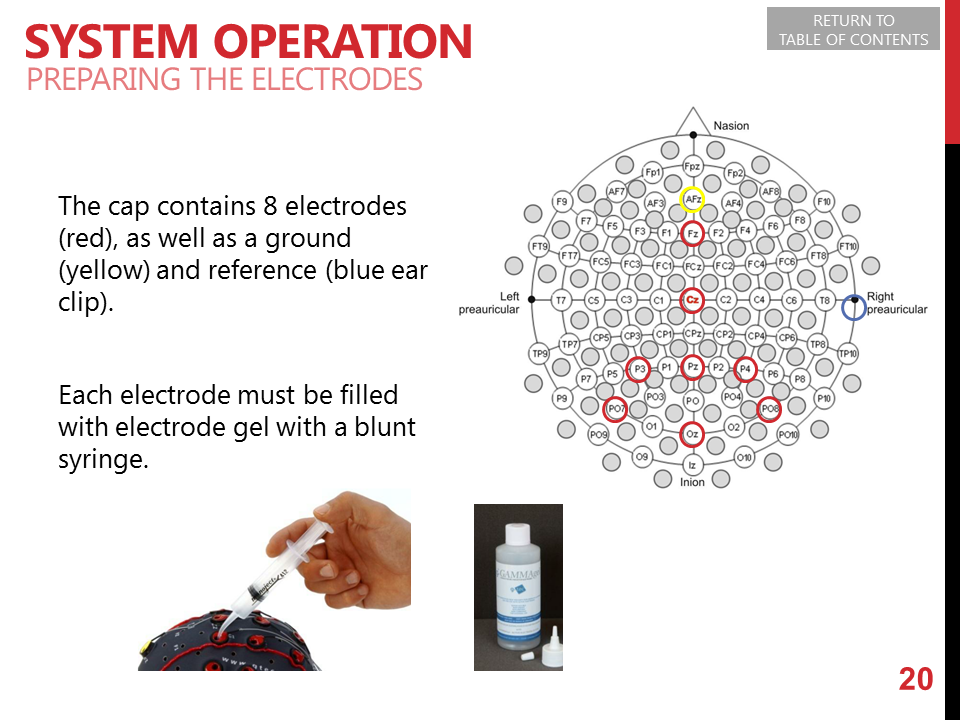 SYSTEM OPERATION
PREPARING THE ELECTRODES
RETURN TO
TABLE OF CONTENTS
The cap contains 8 electrodes
(red), as well as a ground
(yellow) and reference (blue ear
clip).
Each electrode must be filled
with electrode gel with a blunt
syringe.
Nasion
Fp1 Fpz Fp2
AF7 AF3 AFz AF4 AF8
F9 F7 F5 F3 F1 Fz F2 F4 F6 F8 F10
FT9 FT7 FC5 FC3 FC1 FCz FC2 FC4 FC6 FT8 FT10
Left
preauricular
T7 C5 C3 C1 Cz C2 C4 C6 T8
Right
preauricular
TP9 TP7 CP5 CP3 CP1 CPz CP2 CP4 CP6 TP8 TP10
P9 P7 P5 P3 P1 Pz P2 P4 P6 P8 P10
PO9 PO7 PO3 PO PO4 PO8 PO10
O1 Oz O2
O9 Iz O10
Inion
GAMMA
20